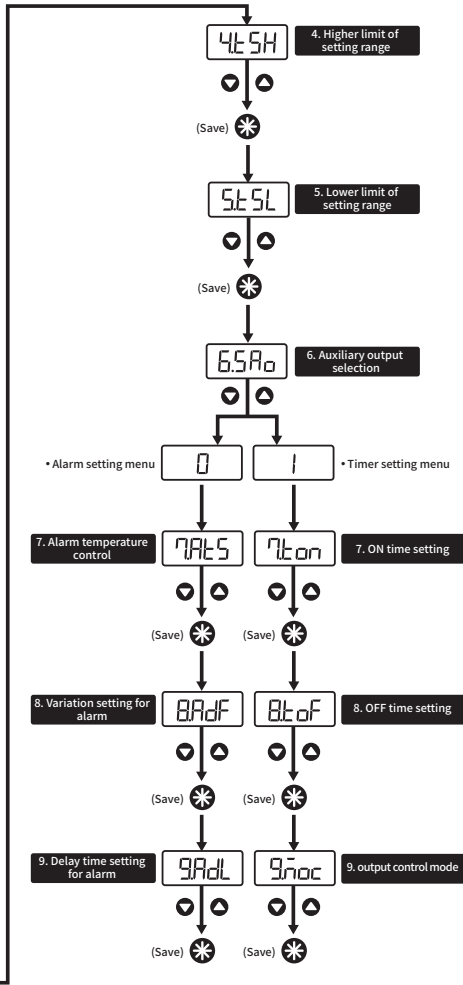 4.tSH
4. Higher limit of
setting range
(Save)
5.tSL
5. Lower limit of
setting range
(Save)
6.SAo
6. Auxiliary output
selection
• Alarm setting menu
0
1
• Timer setting menu
7. Alarm temperature
control
7.AtS
7.ton
7. ON time setting
(Save)
(Save)
8. Variation setting for
alarm
8.AdF
8.toF
8. OFF time setting
(Save)
(Save)
9. Delay time setting
for alarm
9.AdL
9.n̄oc
9. output control mode
(Save)
(Save)